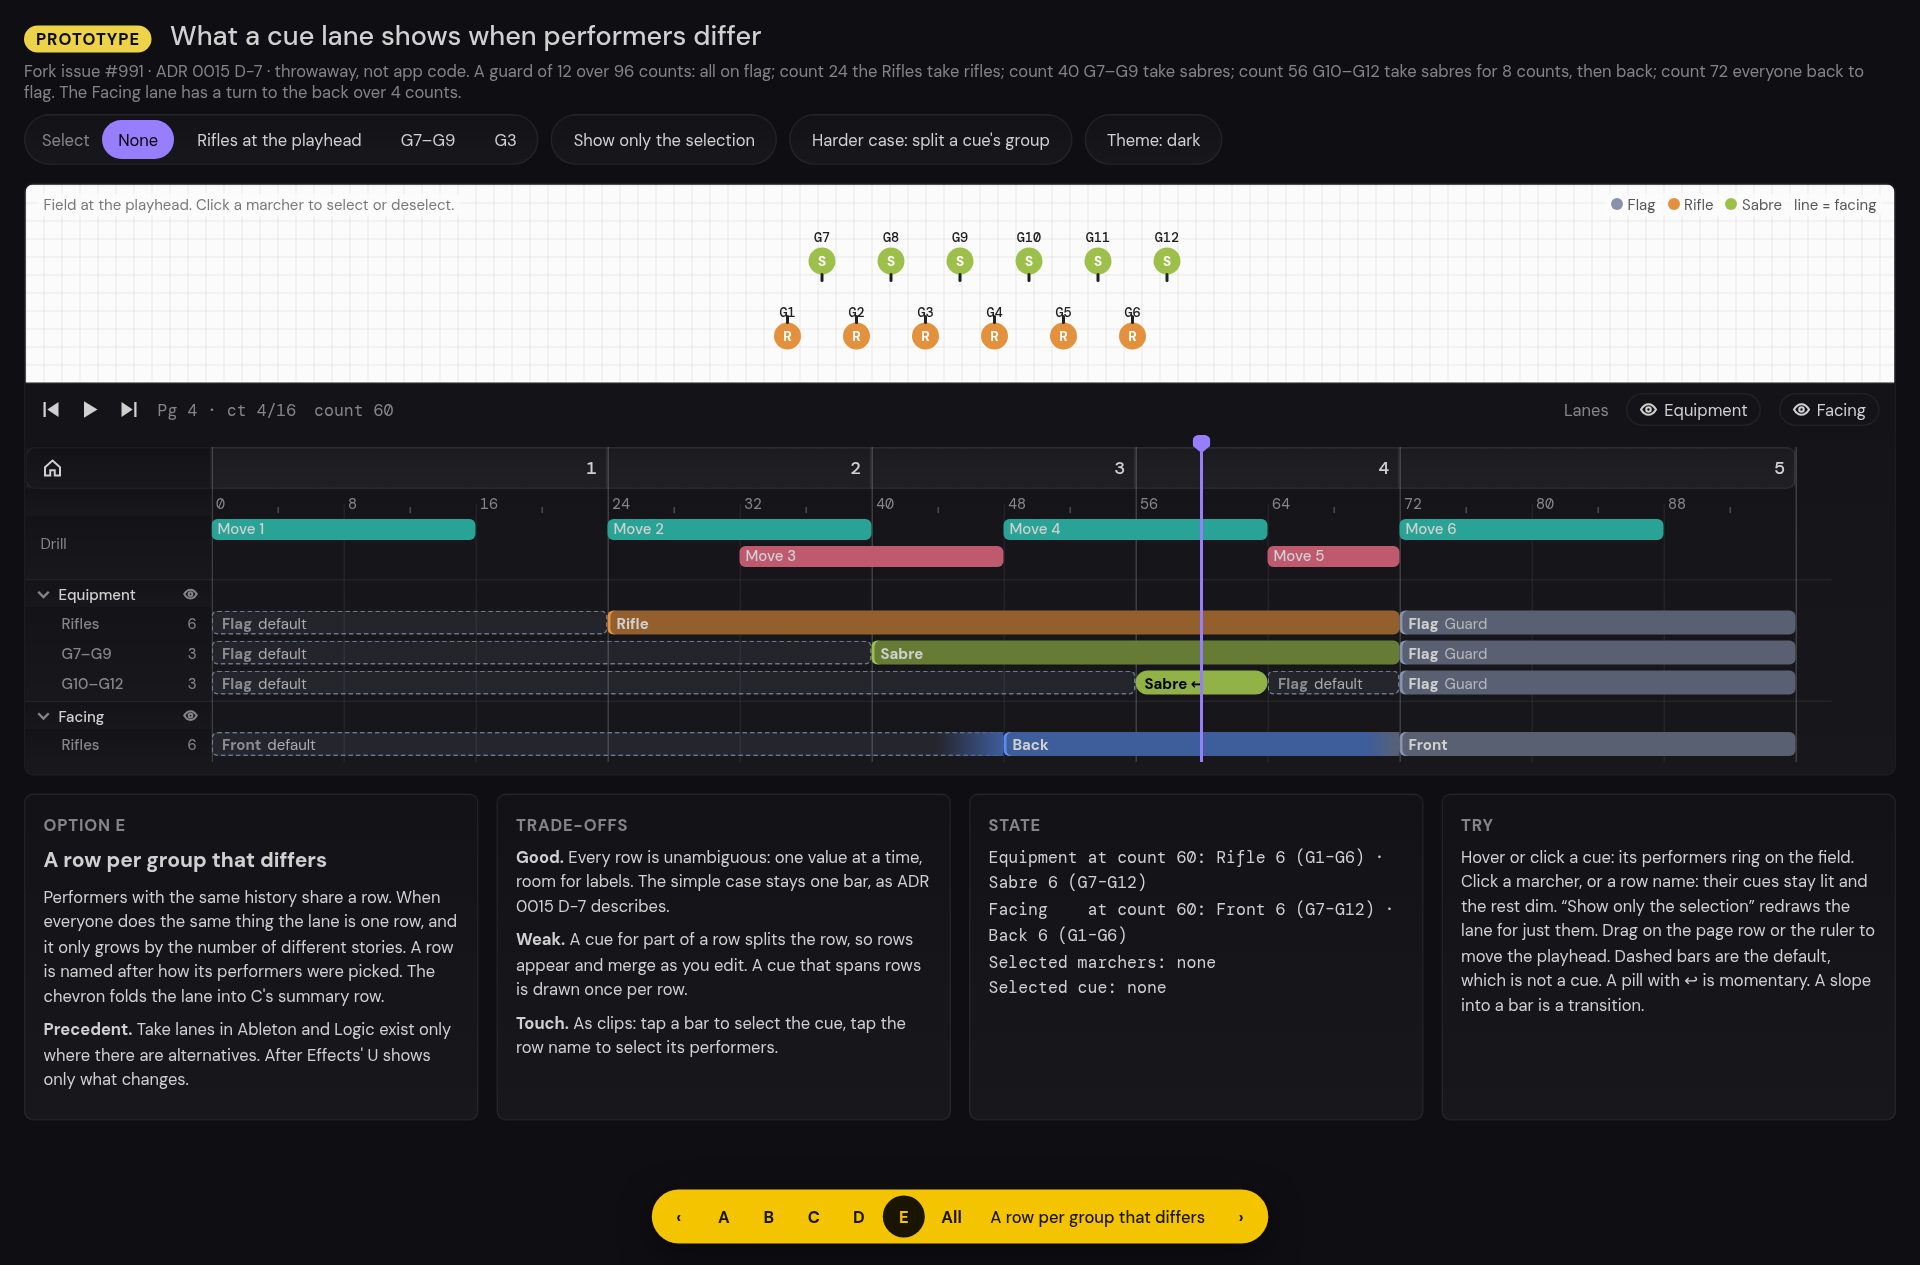 PROTOTYPE What a cue lane shows when performers differ
Fork issue #991 · ADR 0015 D-7 · throwaway, not app code. A guard of 12 over 96 counts: all on flag; count 24 the Rifles take rifles; count 40 G7–G9 take sabres; count 56 G10–G12 take sabres for 8 counts, then back; count 72 everyone back to
flag. The Facing lane has a turn to the back over 4 counts.
Select None Rifles at the playhead G7–G9 G3 Show only the selection Harder case: split a cue's group Theme: dark
Field at the playhead. Click a marcher to select or deselect. Flag Rifle Sabre line = facing
G7 G8 G9 G10 G11 G12
S S S S S S
G1 G2 G3 G4 G5 G6
R R R R R R
Pg 4 · ct 4/16 count 60 Lanes Equipment Facing
1 2 3 4 5
0 8 16 24 32 40 48 56 64 72 80 88
Move 1 Move 2 Move 4 Move 6
Drill
Move 3 Move 5
Equipment
Rifles 6 Flag default Rifle Flag Guard
G7–G9 3 Flag default Sabre Flag Guard
G10–G12 3 Flag default Sabre Flag default Flag Guard
Facing
Rifles 6 Front default Back Front
OPTION E
A row per group that differs
Performers with the same history share a row. When
everyone does the same thing the lane is one row, and
it only grows by the number of different stories. A row
is named after how its performers were picked. The
chevron folds the lane into C's summary row.
Precedent. Take lanes in Ableton and Logic exist only
where there are alternatives. After Effects' U shows
only what changes.
TRADE-OFFS
Good. Every row is unambiguous: one value at a time,
room for labels. The simple case stays one bar, as ADR
0015 D-7 describes.
Weak. A cue for part of a row splits the row, so rows
appear and merge as you edit. A cue that spans rows
is drawn once per row.
Touch. As clips: tap a bar to select the cue, tap the
row name to select its performers.
STATE
Equipment at count 60: Rifle 6 (G1–G6) ·
Sabre 6 (G7–G12)
Facing at count 60: Front 6 (G7–G12) ·
Back 6 (G1–G6)
Selected marchers: none
Selected cue: none
TRY
Hover or click a cue: its performers ring on the field.
Click a marcher, or a row name: their cues stay lit and
the rest dim. “Show only the selection” redraws the
lane for just them. Drag on the page row or the ruler to
move the playhead. Dashed bars are the default,
which is not a cue. A pill with ↩ is momentary. A slope
into a bar is a transition.
‹ A B C D E All A row per group that differs ›